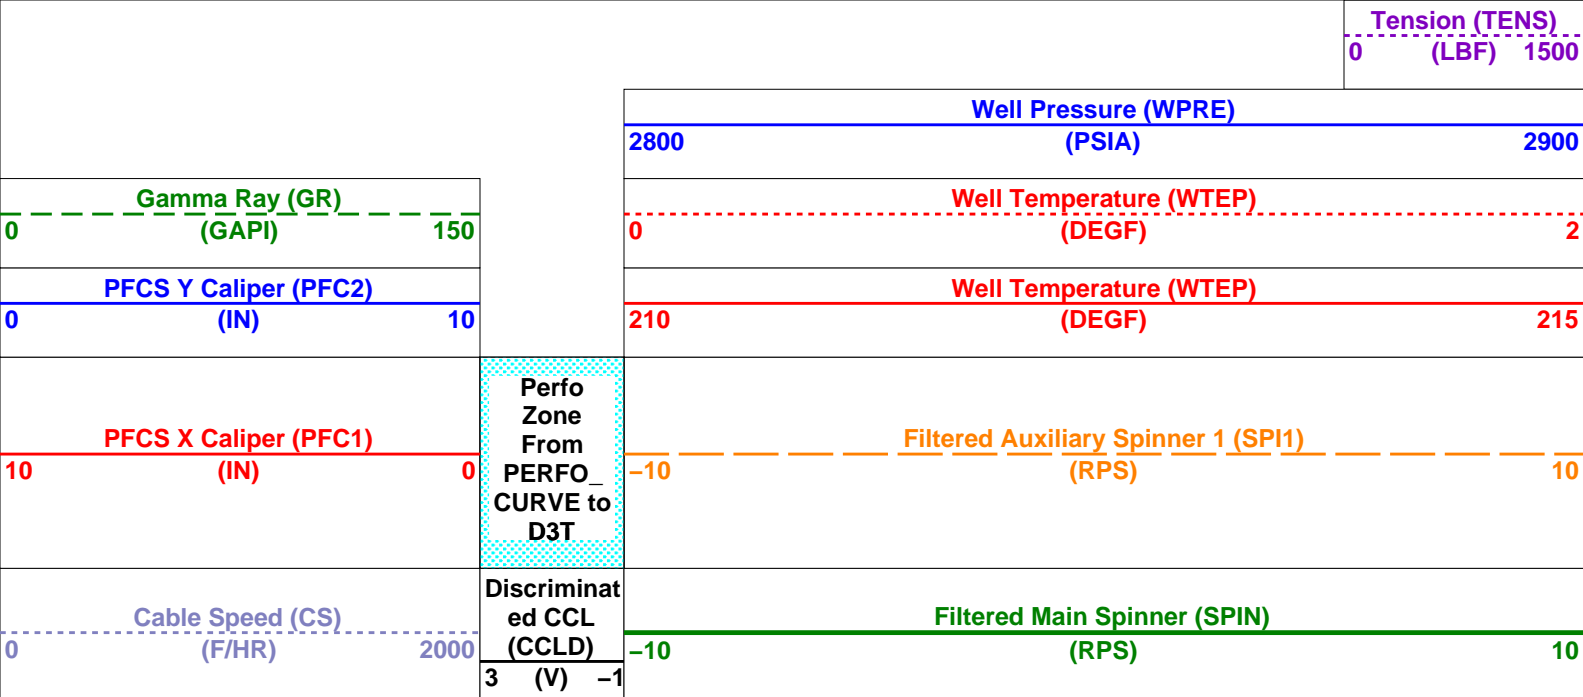 Tension (TENS)
0 (LBF) 1500
Well Pressure (WPRE)
2800 (PSIA) 2900
Gamma Ray (GR)
0 (GAPI) 150
Well Temperature (WTEP)
0 (DEGF) 2
PFCS Y Caliper (PFC2)
0 (IN) 10
Well Temperature (WTEP)
210 (DEGF) 215
PFCS X Caliper (PFC1)
10 (IN) 0
Perfo
Zone
From
PERFO_
CURVE to
D3T
Filtered Auxiliary Spinner 1 (SPI1)
−10 (RPS) 10
Cable Speed (CS)
0 (F/HR) 2000
Discriminat
ed CCL
(CCLD)
3 (V) −1
Filtered Main Spinner (SPIN)
−10 (RPS) 10